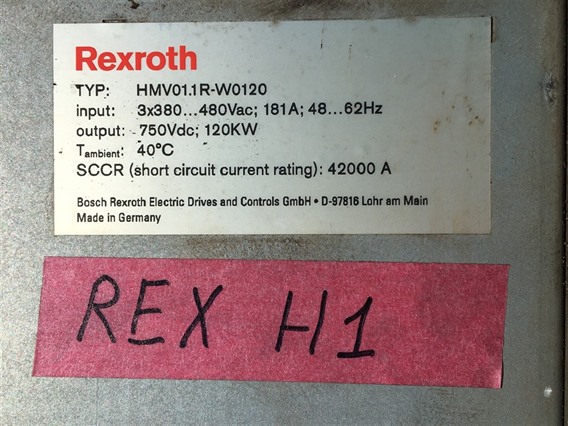 Rexroth
TYP: HMV01.1R-W0120
input: 3x380...480Vac; 181A; 48...62Hz
output: 750Vdc; 120KW
Tambient: 40°C
SCCR (short circuit current rating): 42000 A
Bosch Rexroth Electric Drives and Controls GmbH • D-97816 Lohr am Main
Made in Germany
REX H1